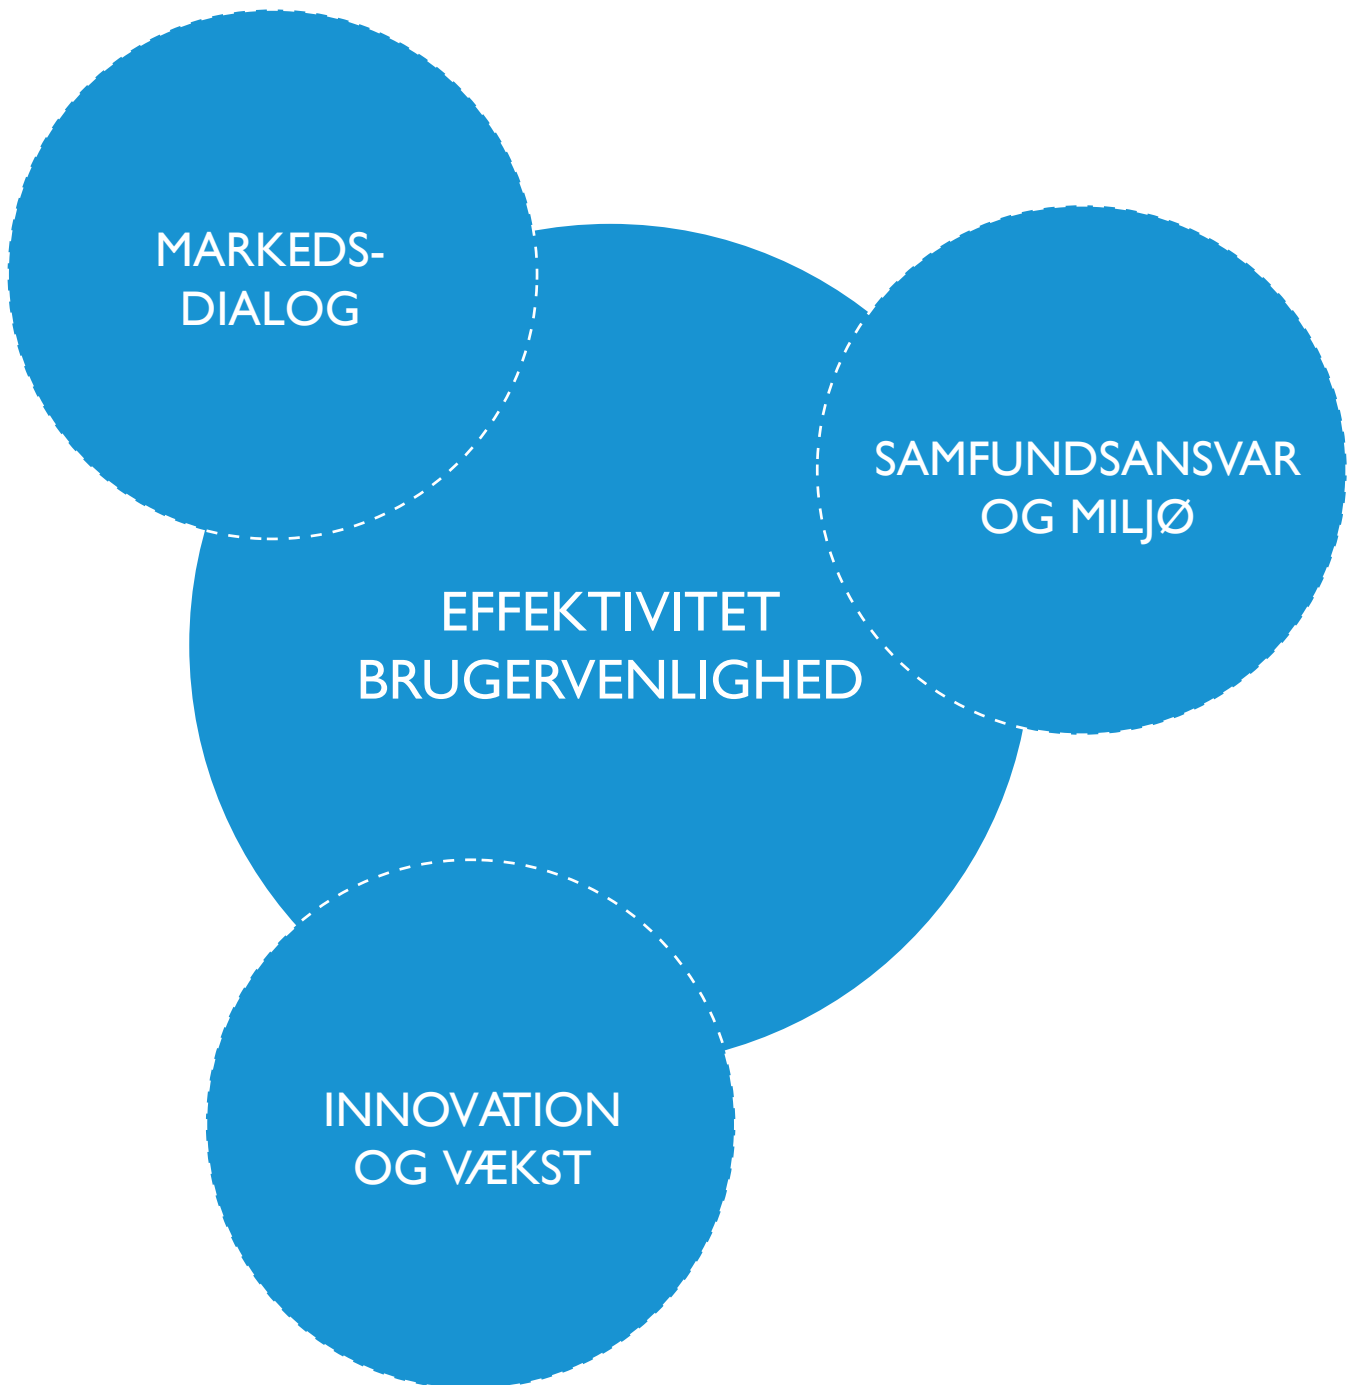 MARKEDS-
DIALOG
SAMFUNDSANSVAR
OG MILJØ
EFFEKTIVITET
BRUGERVENLIGHED
INNOVATION
OG VÆKST